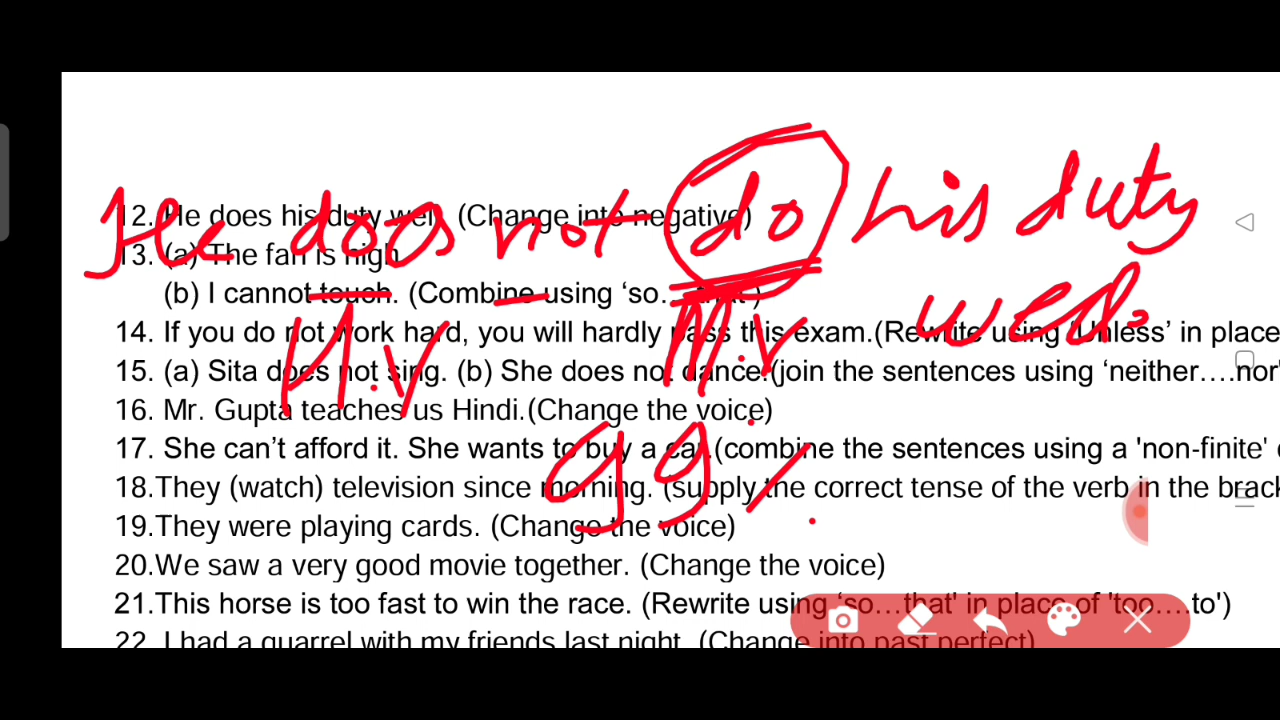 He does not do his duty well.
H.V M.V
99%.
12. He does his duty well. (Change into negative)
13. (a) The fan is high.
(b) I cannot touch. (Combine using ‘so…that’)
14. If you do not work hard, you will hardly pass this exam.(Rewrite using ‘Unless’ in place
15. (a) Sita does not sing. (b) She does not dance.(join the sentences using ‘neither….nor'
16. Mr. Gupta teaches us Hindi.(Change the voice)
17. She can’t afford it. She wants to buy a car.(combine the sentences using a 'non-finite'
18.They (watch) television since morning. (supply the correct tense of the verb in the brack
19.They were playing cards. (Change the voice)
20.We saw a very good movie together. (Change the voice)
21.This horse is too fast to win the race. (Rewrite using ‘so…that' in place of 'too….to')
22. I had a quarrel with my friends last night. (Change into past perfect)